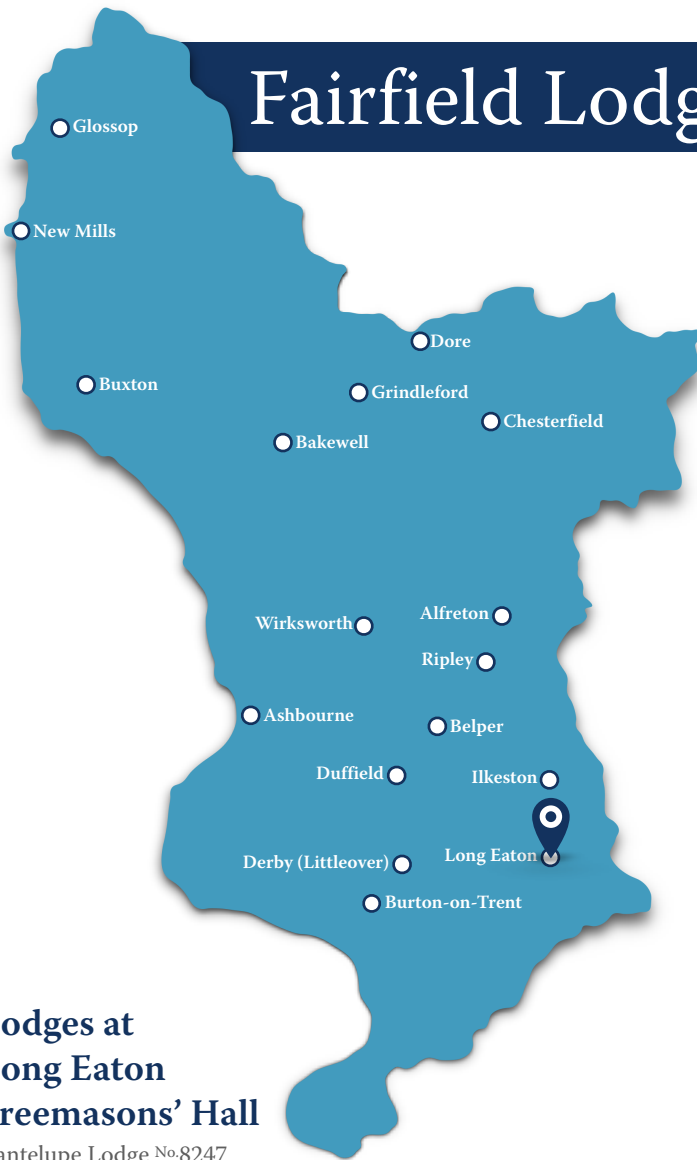 Fairfield Lodg
Glossop
New Mills
Dore
Buxton
Grindleford
Chesterfield
Bakewell
Alfreton
Wirksworth
Ripley
Ashbourne
Belper
Duffield
Ilkeston
Long Eaton
Derby (Littleover)
Burton-on-Trent
odges at
ong Eaton
reemasons’ Hall
antelupe Lodge No.8247